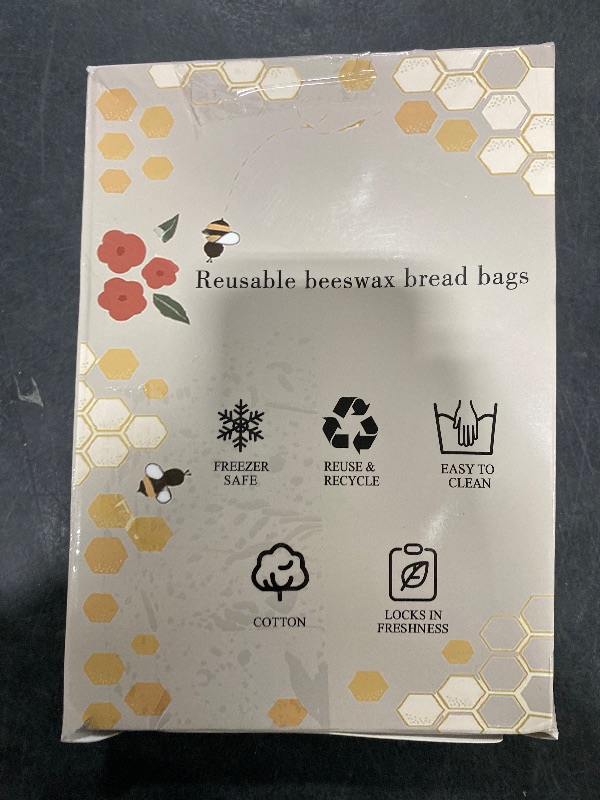 Reusable beeswax bread bags
FREEZER
SAFE
REUSE &
RECYCLE
EASY TO
CLEAN
COTTON
LOCKS IN
FRESHNESS